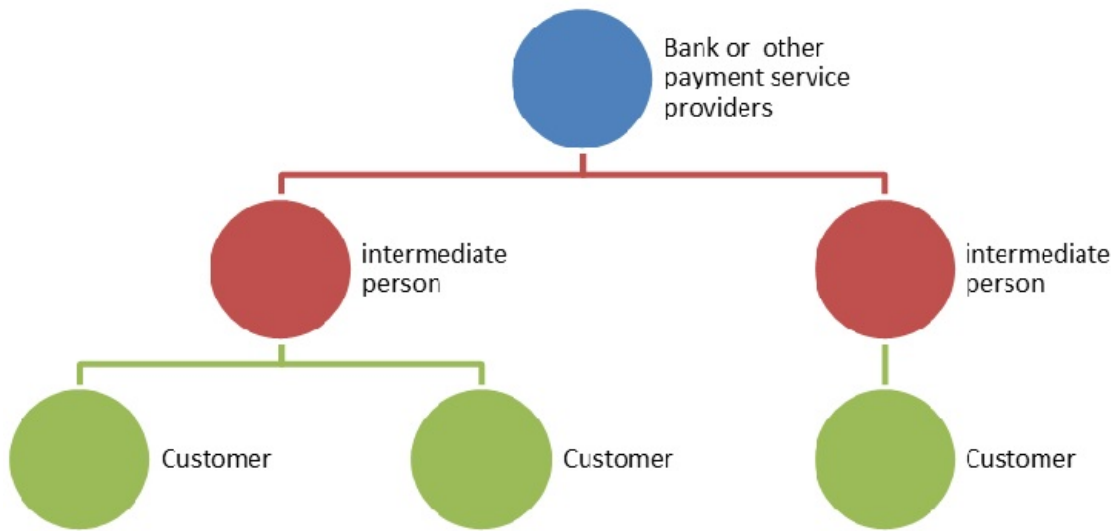 Bank or other
payment service
providers
intermediate
person
intermediate
person
Customer
Customer
Customer